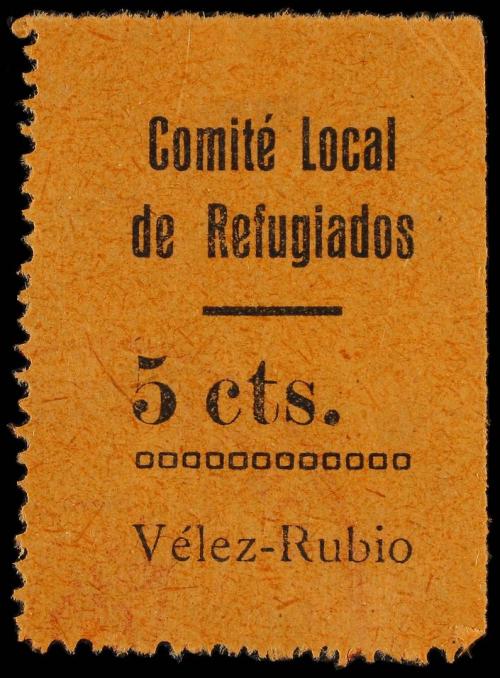 Comité Local
de Refugiados
5 cts.
Vélez-Rubio